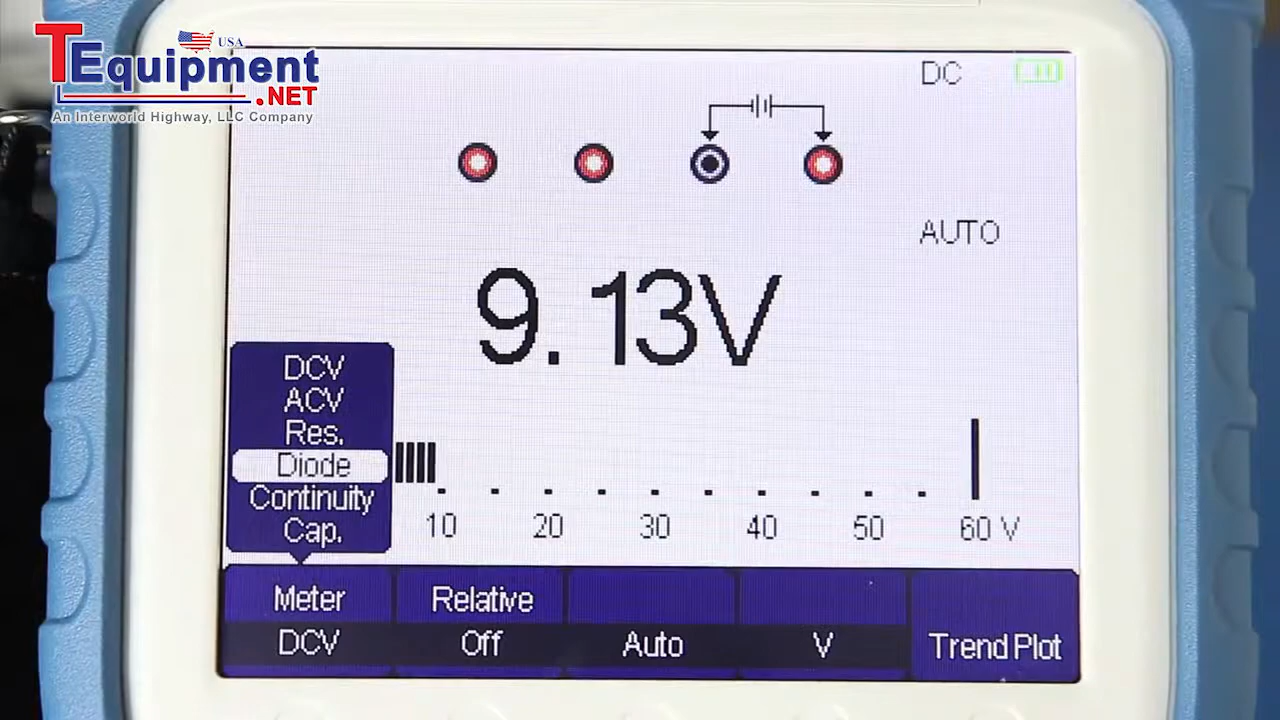 USA
TEquipment
.NET
An Interworld Highway, LLC Company
DC
AUTO
9.13V
DCV
ACV
Res.
Diode
Continuity
Cap.
10 20 30 40 50 60 V
Meter Relative
DCV Off Auto V Trend Plot